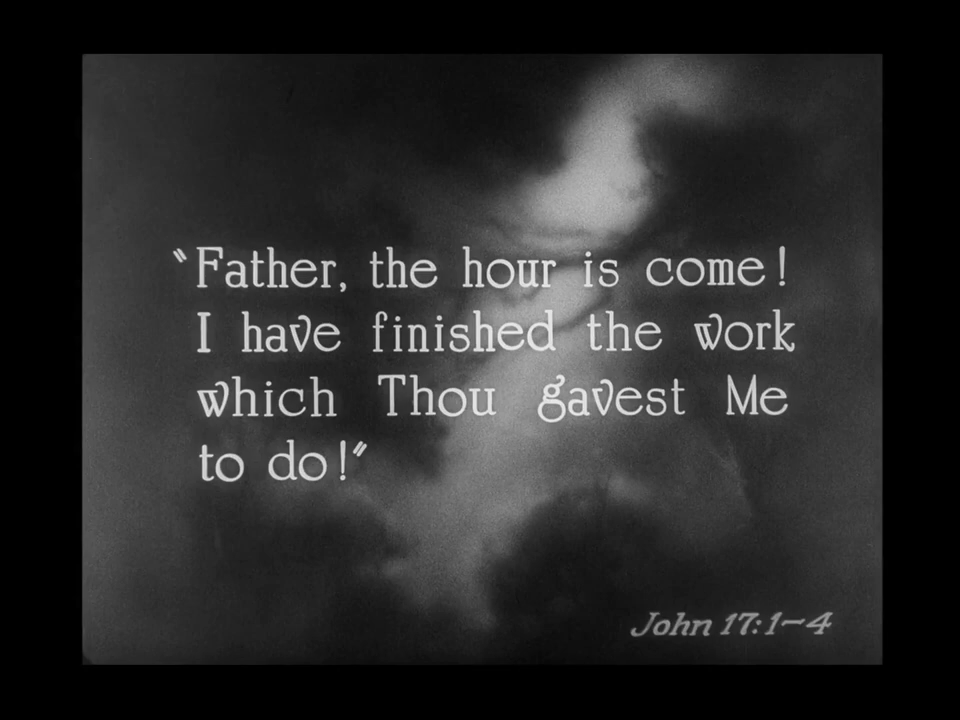 "Father, the hour is come!
I have finished the work
which Thou gavest Me
to do!"
John 17:1-4